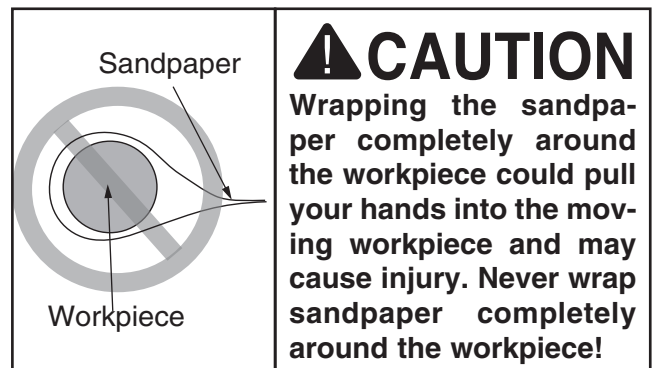 Sandpaper
Workpiece
CAUTION
Wrapping the sandpa-
per completely around
the workpiece could pull
your hands into the mov-
ing workpiece and may
cause injury. Never wrap
sandpaper completely
around the workpiece!